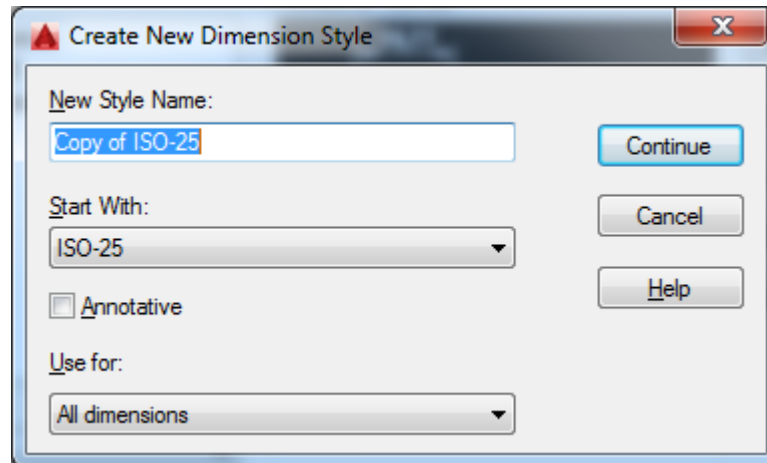 Create New Dimension Style
New Style Name:
Copy of ISO-25
Continue
Start With:
Cancel
ISO-25
Help
Annotative
Use for:
All dimensions